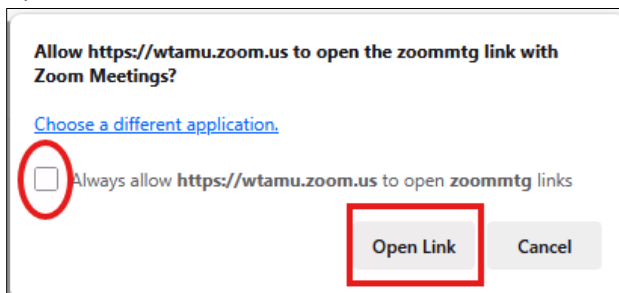 Allow https://wtamu.zoom.us to open the zoommtg link with
Zoom Meetings?
Choose a different application.
Always allow https://wtamu.zoom.us to open zoommtg links
Open Link Cancel